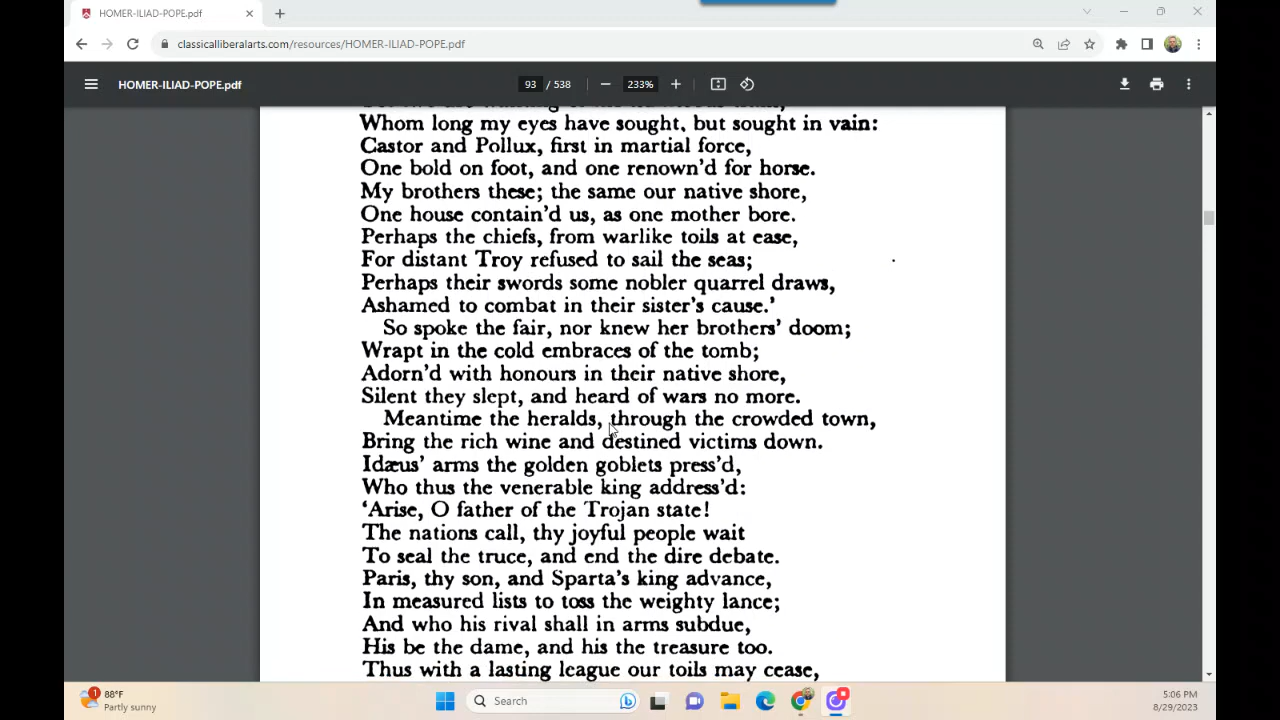 HOMER-ILIAD-POPE.pdf
classicalliberalarts.com/resources/HOMER-ILIAD-POPE.pdf
HOMER-ILIAD-POPE.pdf
93 / 538
233%
Whom long my eyes have sought, but sought in vain:
Castor and Pollux, first in martial force,
One bold on foot, and one renown'd for horse.
My brothers these; the same our native shore,
One house contain'd us, as one mother bore.
Perhaps the chiefs, from warlike toils at ease,
For distant Troy refused to sail the seas;
Perhaps their swords some nobler quarrel draws,
Ashamed to combat in their sister's cause.'
So spoke the fair, nor knew her brothers' doom;
Wrapt in the cold embraces of the tomb;
Adorn'd with honours in their native shore,
Silent they slept, and heard of wars no more.
Meantime the heralds, through the crowded town,
Bring the rich wine and destined victims down.
Idæus' arms the golden goblets press'd,
Who thus the venerable king address'd:
'Arise, O father of the Trojan state!
The nations call, thy joyful people wait
To seal the truce, and end the dire debate.
Paris, thy son, and Sparta's king advance,
In measured lists to toss the weighty lance;
And who his rival shall in arms subdue,
His be the dame, and his the treasure too.
Thus with a lasting league our toils may cease,
1
88°F
Partly sunny
Search
5:06 PM
8/29/2023